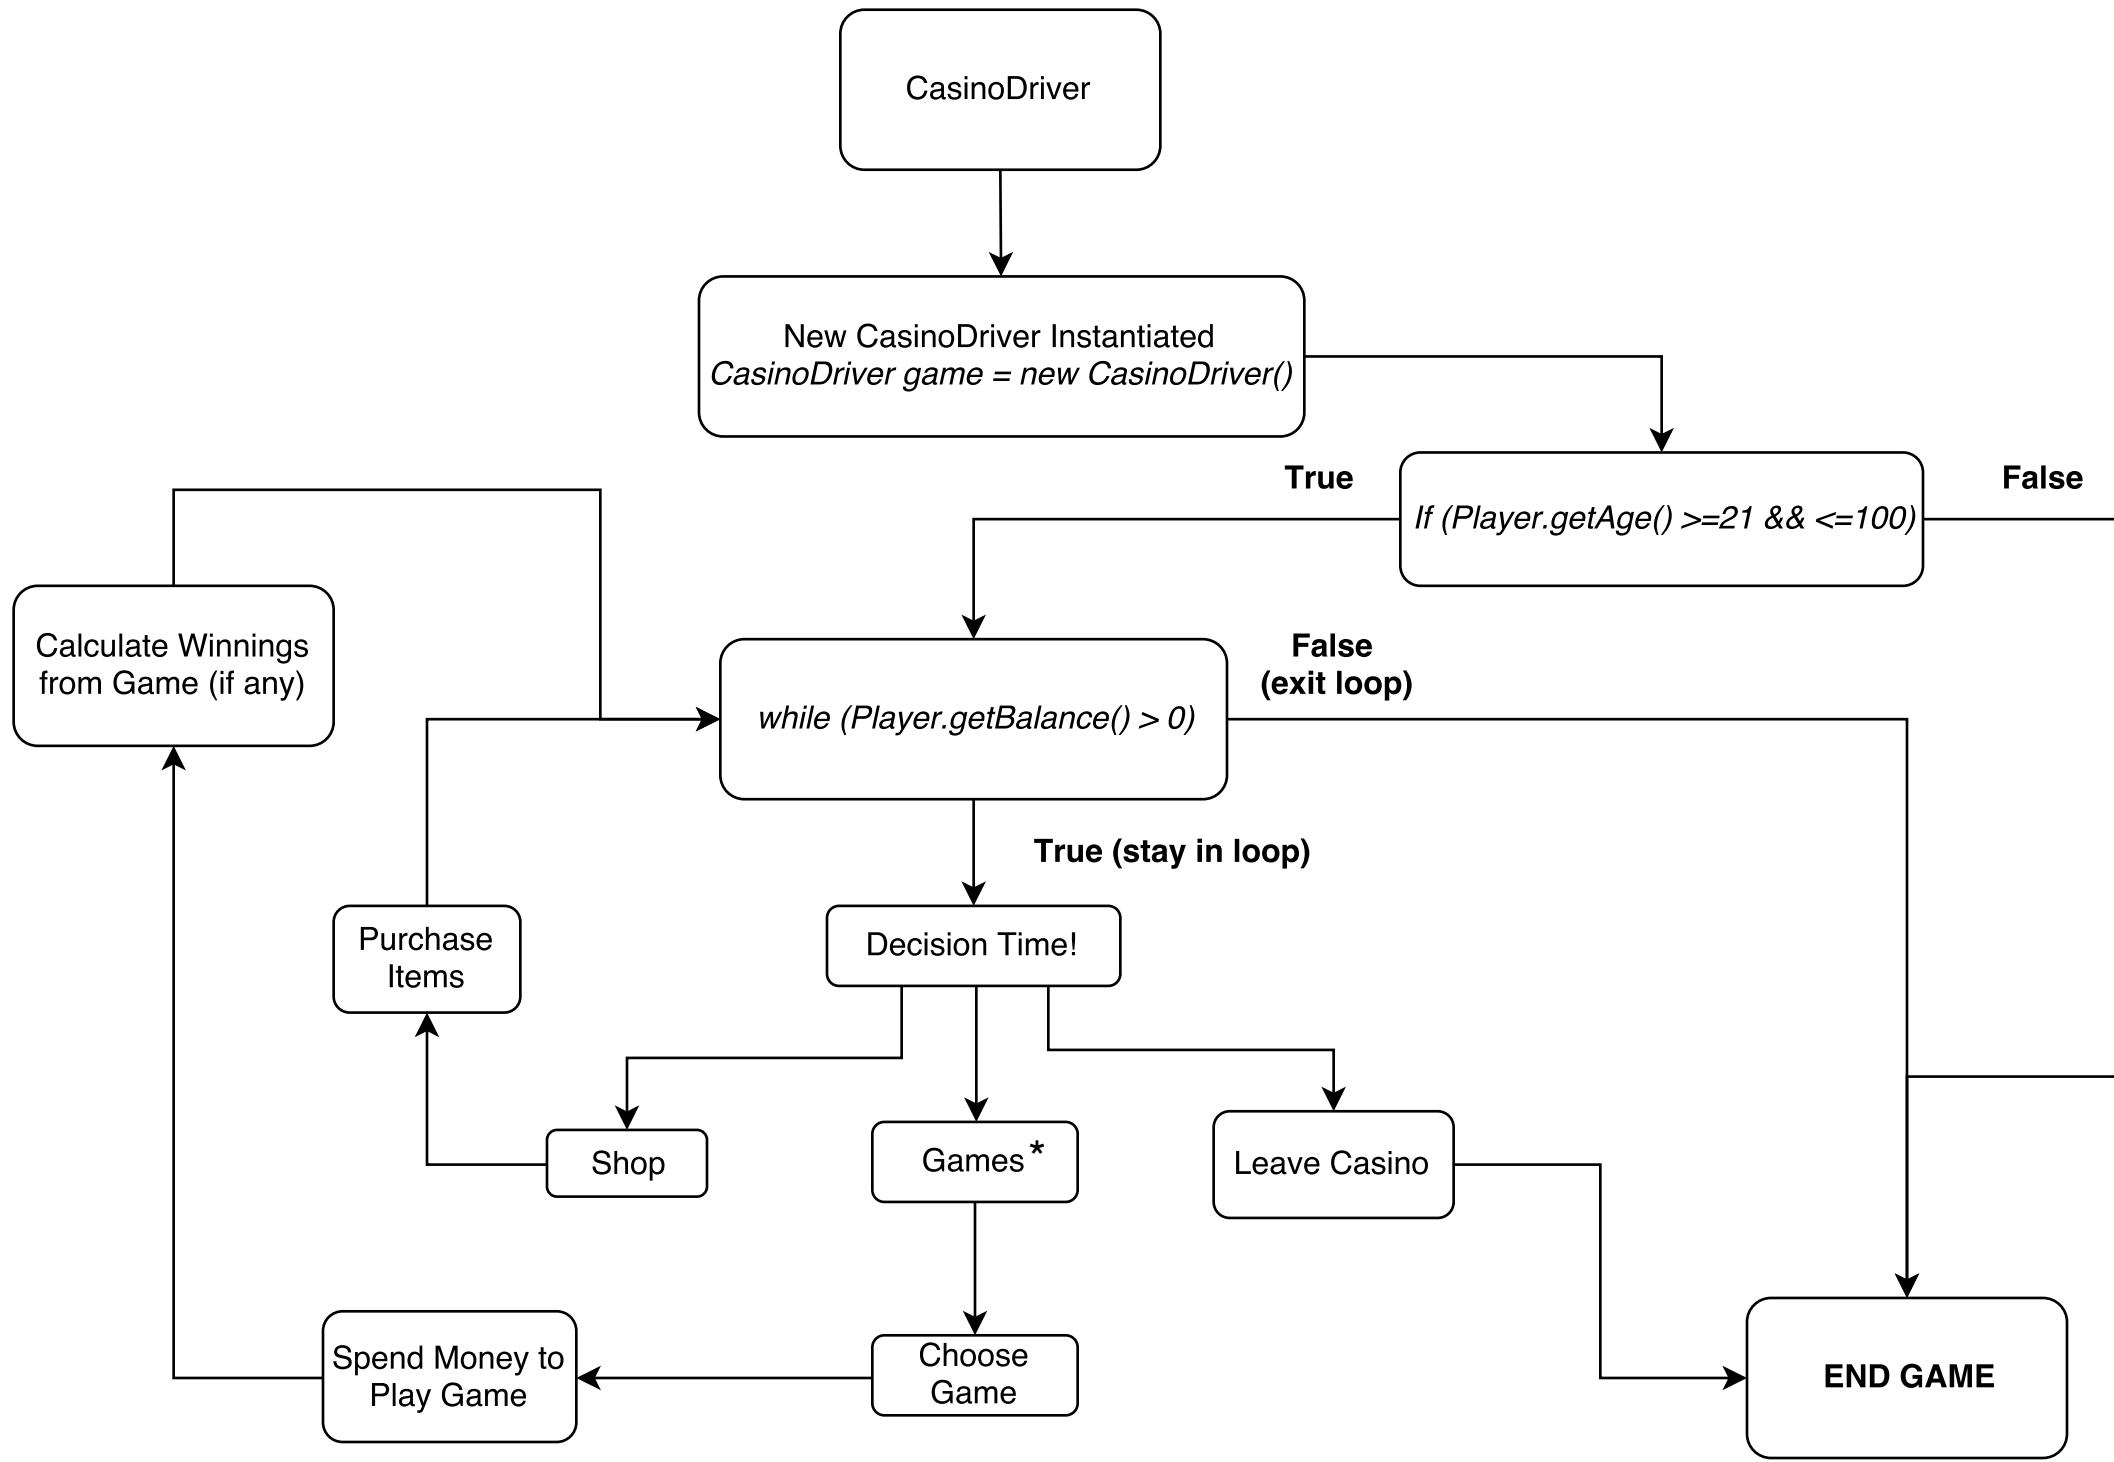 CasinoDriver
New CasinoDriver Instantiated
CasinoDriver game = new CasinoDriver()
True
False
If (Player.getAge() >=21 && <=100)
Calculate Winnings
from Game (if any)
False
(exit loop)
while (Player.getBalance() > 0)
True (stay in loop)
Purchase
Items
Decision Time!
Shop
Games*
Leave Casino
Spend Money to
Play Game
Choose
Game
END GAME